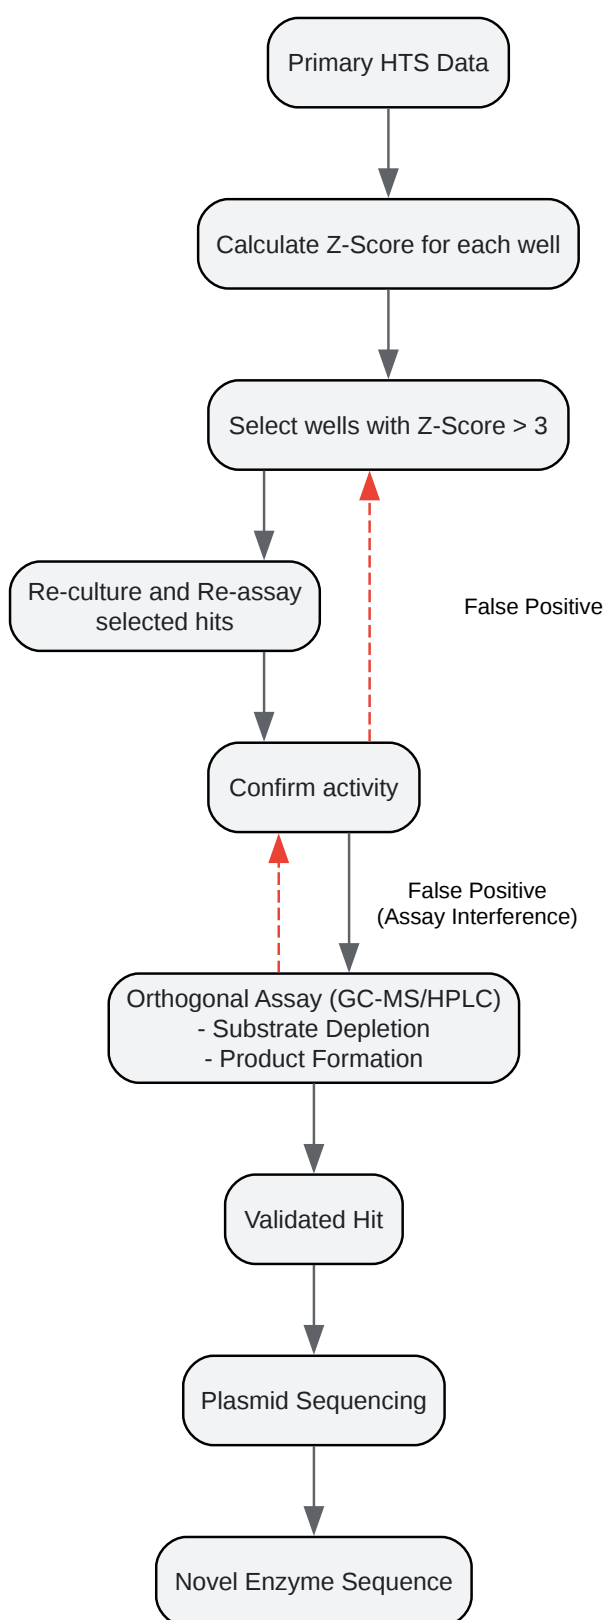 Primary HTS Data
Calculate Z-Score for each well
Select wells with Z-Score > 3
Re-culture and Re-assay
selected hits
False Positive
Confirm activity
False Positive
(Assay Interference)
Orthogonal Assay (GC-MS/HPLC)
- Substrate Depletion
- Product Formation
Validated Hit
Plasmid Sequencing
Novel Enzyme Sequence